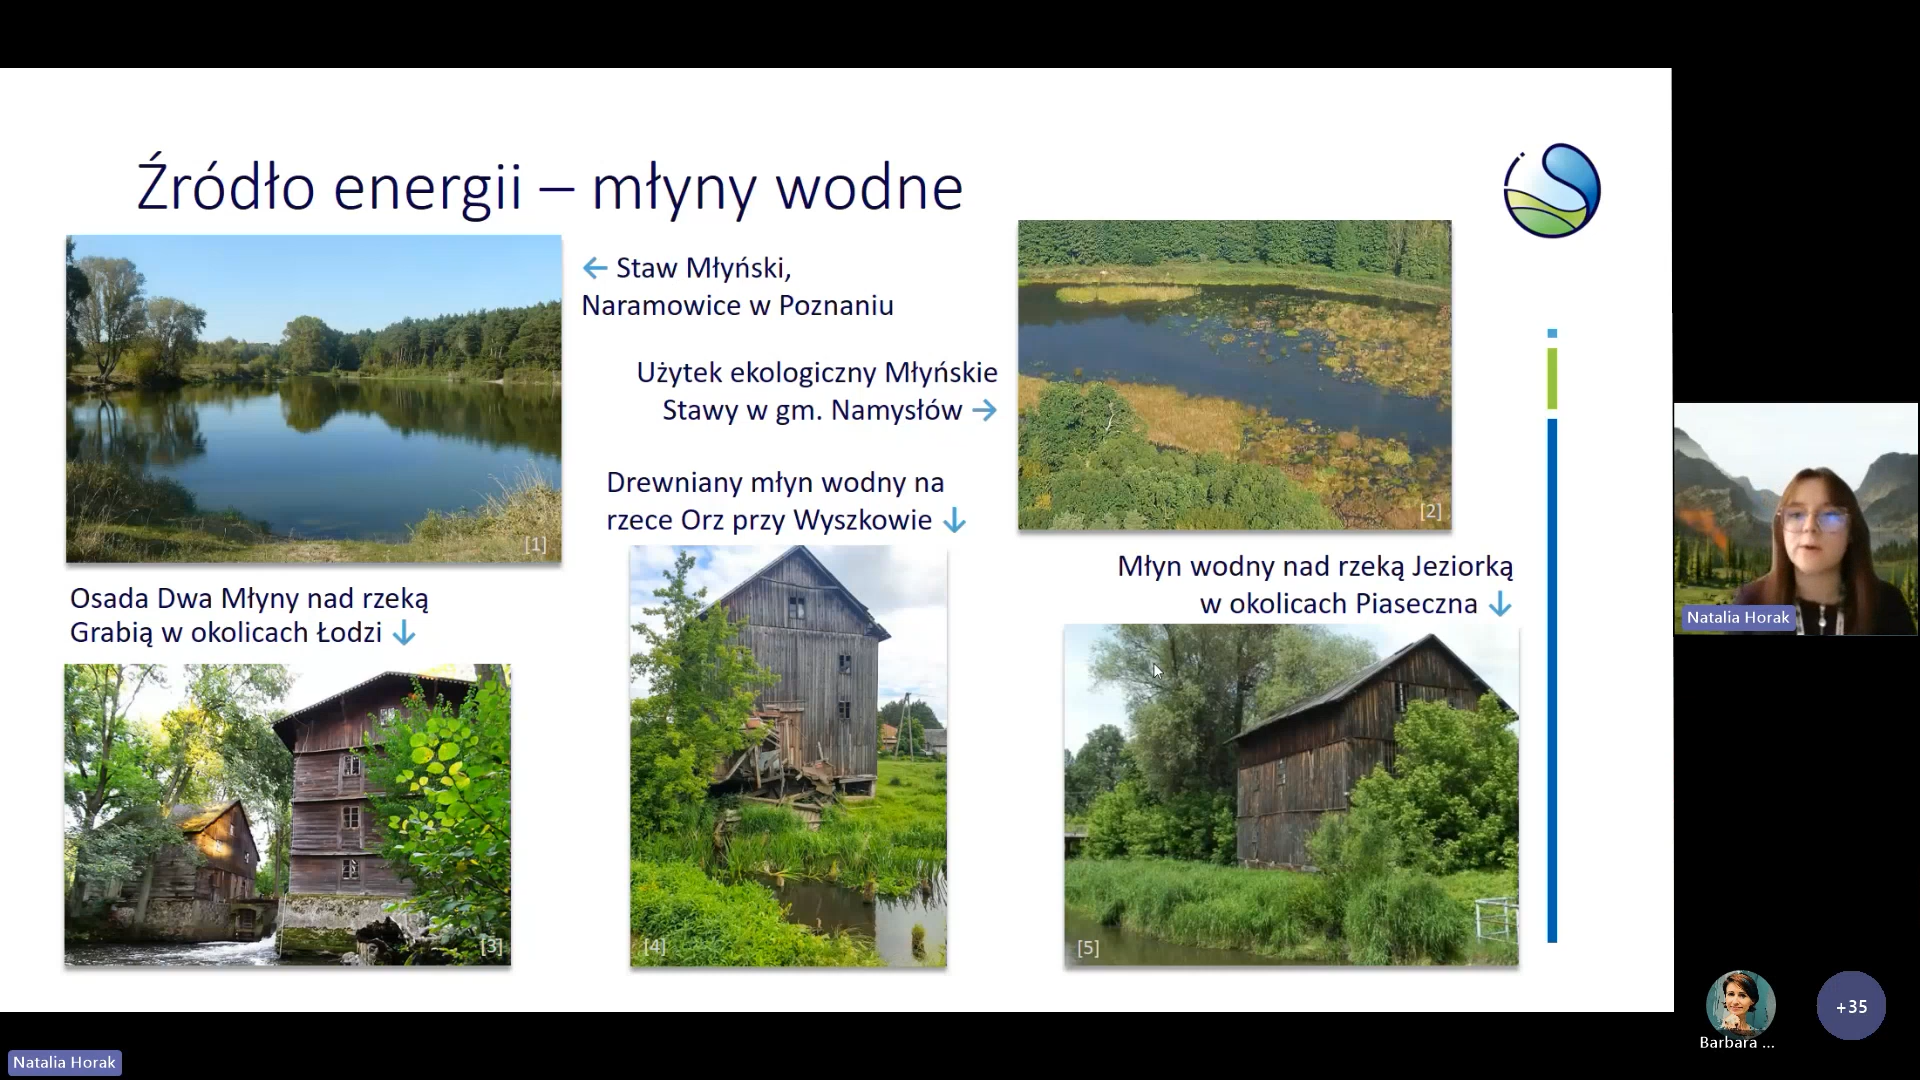 Źródło energii – młyny wodne
← Staw Młyński,
Naramowice w Poznaniu
Użytek ekologiczny Młyńskie
Stawy w gm. Namysłów →
Drewniany młyn wodny na
rzece Orz przy Wyszkowie ↓
[1]
[2]
Osada Dwa Młyny nad rzeką
Grabią w okolicach Łodzi ↓
Młyn wodny nad rzeką Jeziorką
w okolicach Piaseczna ↓
[3]
[4]
[5]
Natalia Horak
Barbara ...
+35
Natalia Horak